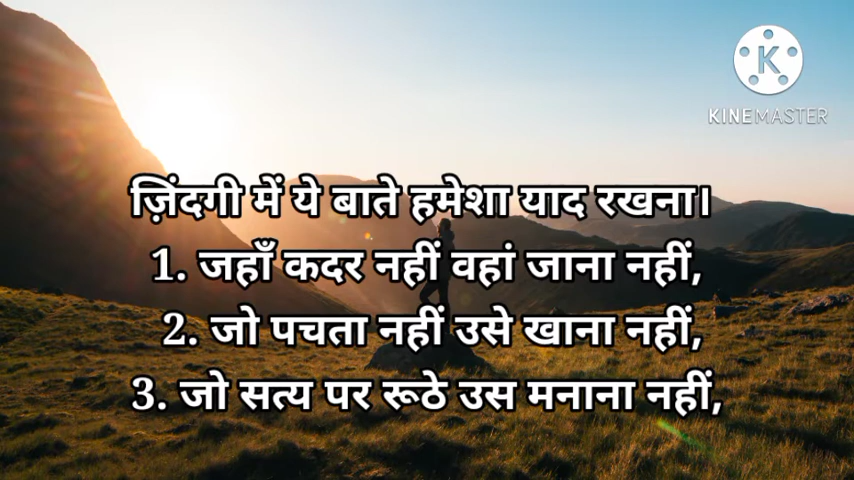 KINEMASTER
ज़िंदगी में ये बाते हमेशा याद रखना।
1. जहाँ कदर नहीं वहां जाना नहीं,
2. जो पचता नहीं उसे खाना नहीं,
3. जो सत्य पर रूठे उस मनाना नहीं,